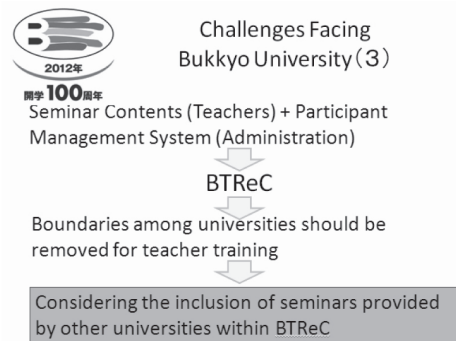 Challenges Facing
Bukkyo University(3)
2012年
開学100周年
Seminar Contents (Teachers) + Participant
Management System (Administration)
BTReC
Boundaries among universities should be
removed for teacher training
Considering the inclusion of seminars provided
by other universities within BTReC